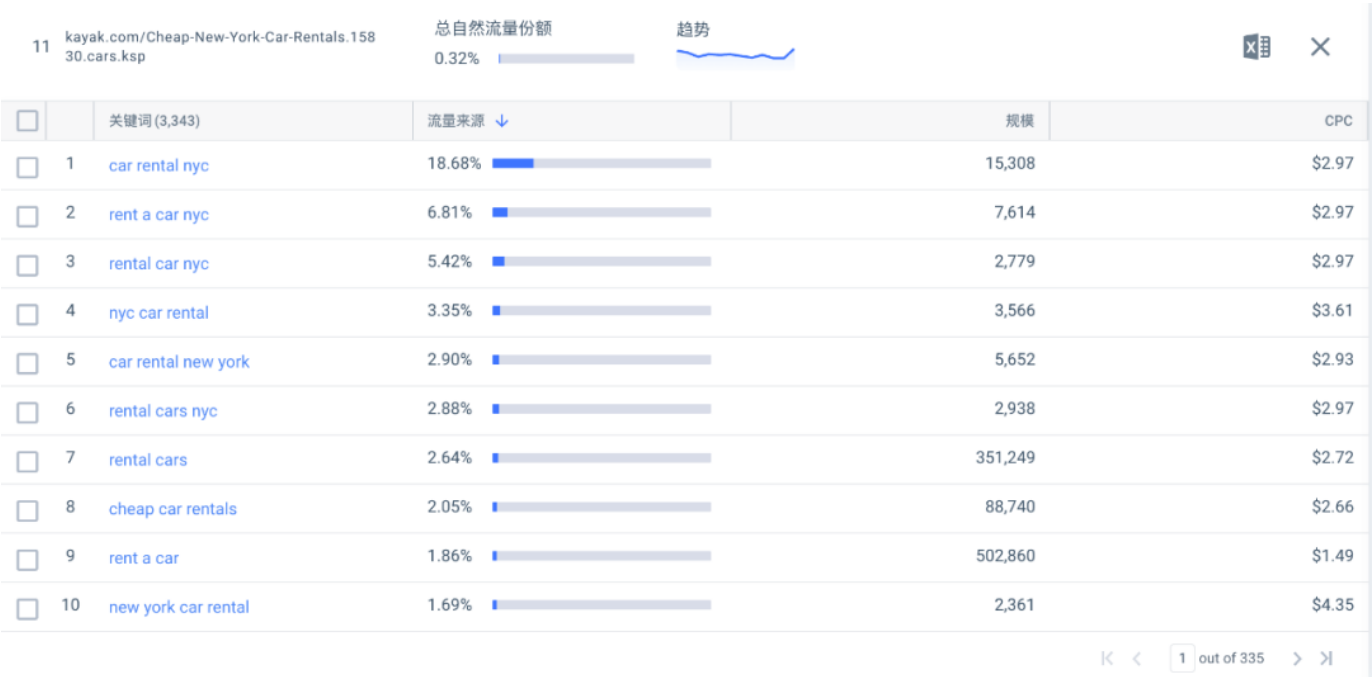 11 kayak.com/Cheap-New-York-Car-Rentals.158
30.cars.ksp
总自然流量份额
0.32%
趋势
关键词 (3,343) 流量来源 规模 CPC
1 car rental nyc 18.68% 15,308 $2.97
2 rent a car nyc 6.81% 7,614 $2.97
3 rental car nyc 5.42% 2,779 $2.97
4 nyc car rental 3.35% 3,566 $3.61
5 car rental new york 2.90% 5,652 $2.93
6 rental cars nyc 2.88% 2,938 $2.97
7 rental cars 2.64% 351,249 $2.72
8 cheap car rentals 2.05% 88,740 $2.66
9 rent a car 1.86% 502,860 $1.49
10 new york car rental 1.69% 2,361 $4.35
1 out of 335